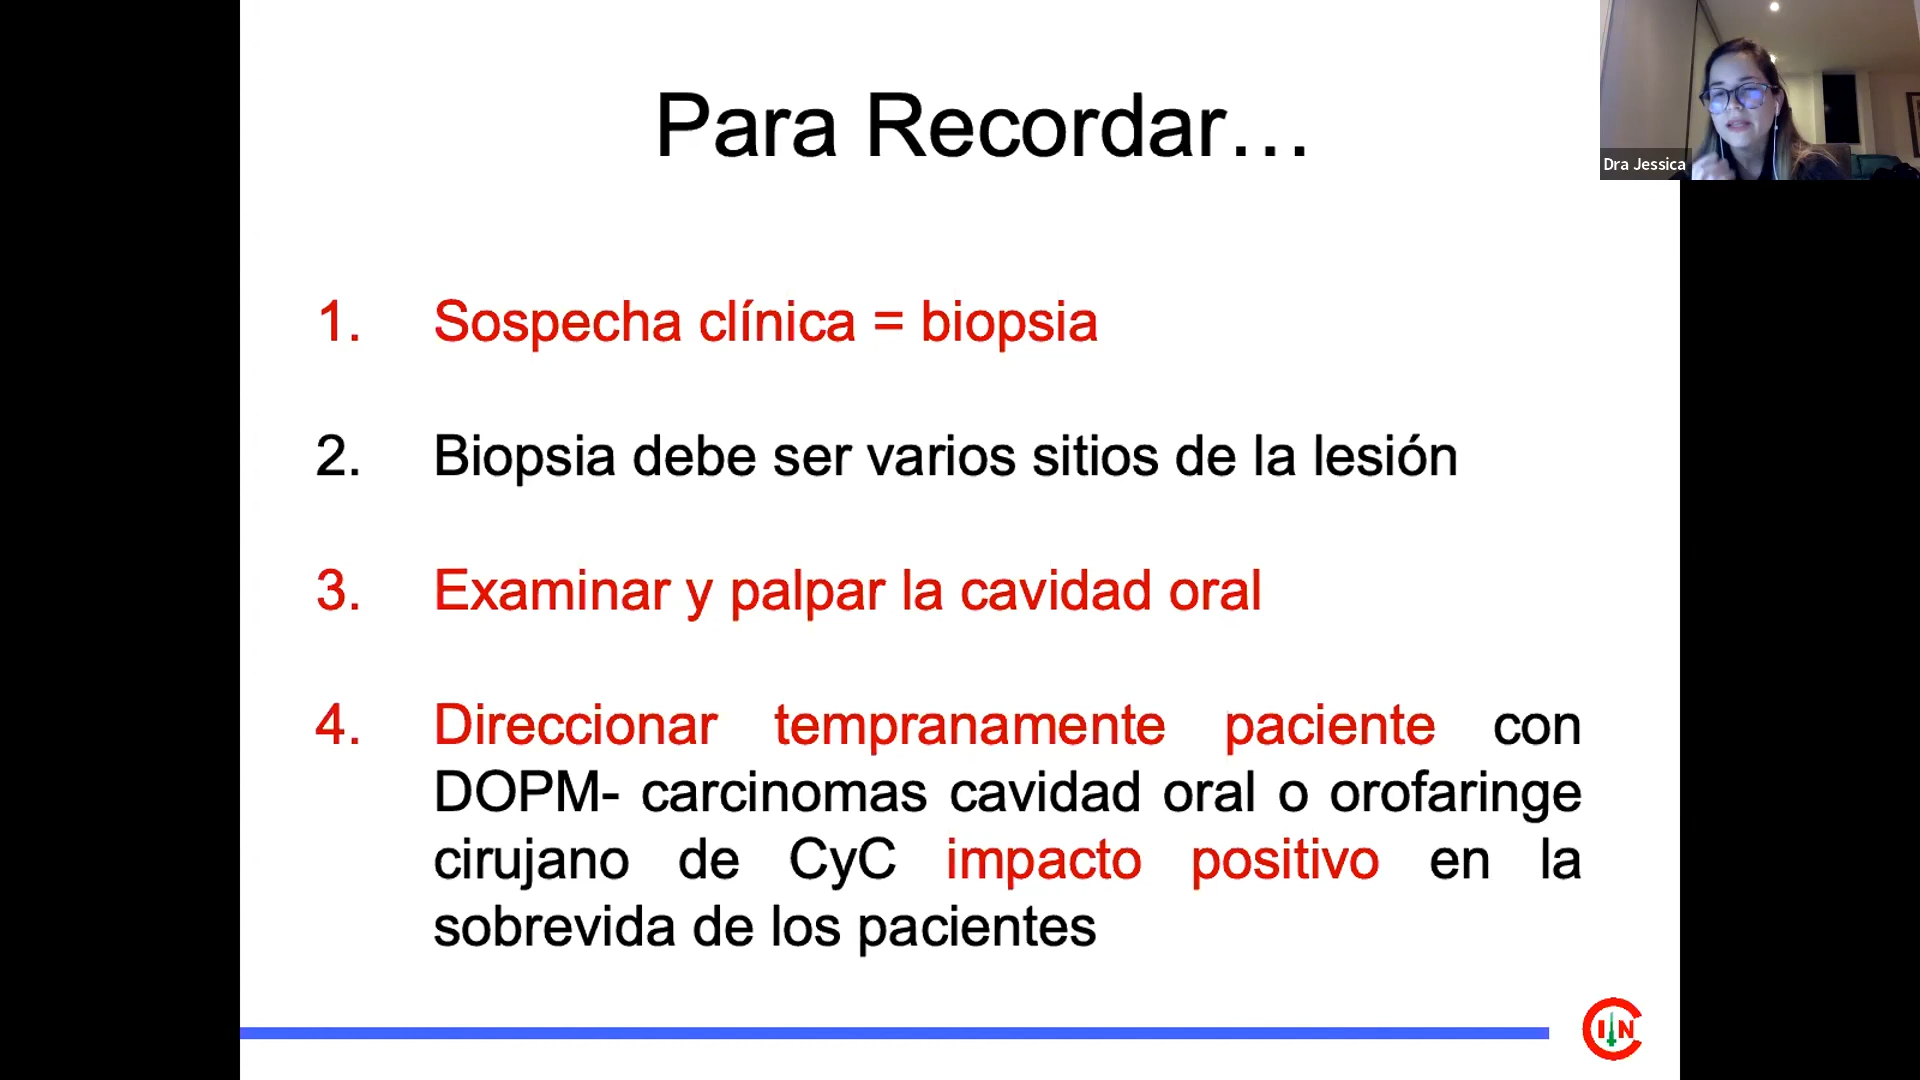 Para Recordar...
Dra Jessica
1. Sospecha clínica = biopsia
2. Biopsia debe ser varios sitios de la lesión
3. Examinar y palpar la cavidad oral
4. Direccionar tempranamente paciente con
DOPM- carcinomas cavidad oral o orofaringe
cirujano de CyC impacto positivo en la
sobrevida de los pacientes
C I N